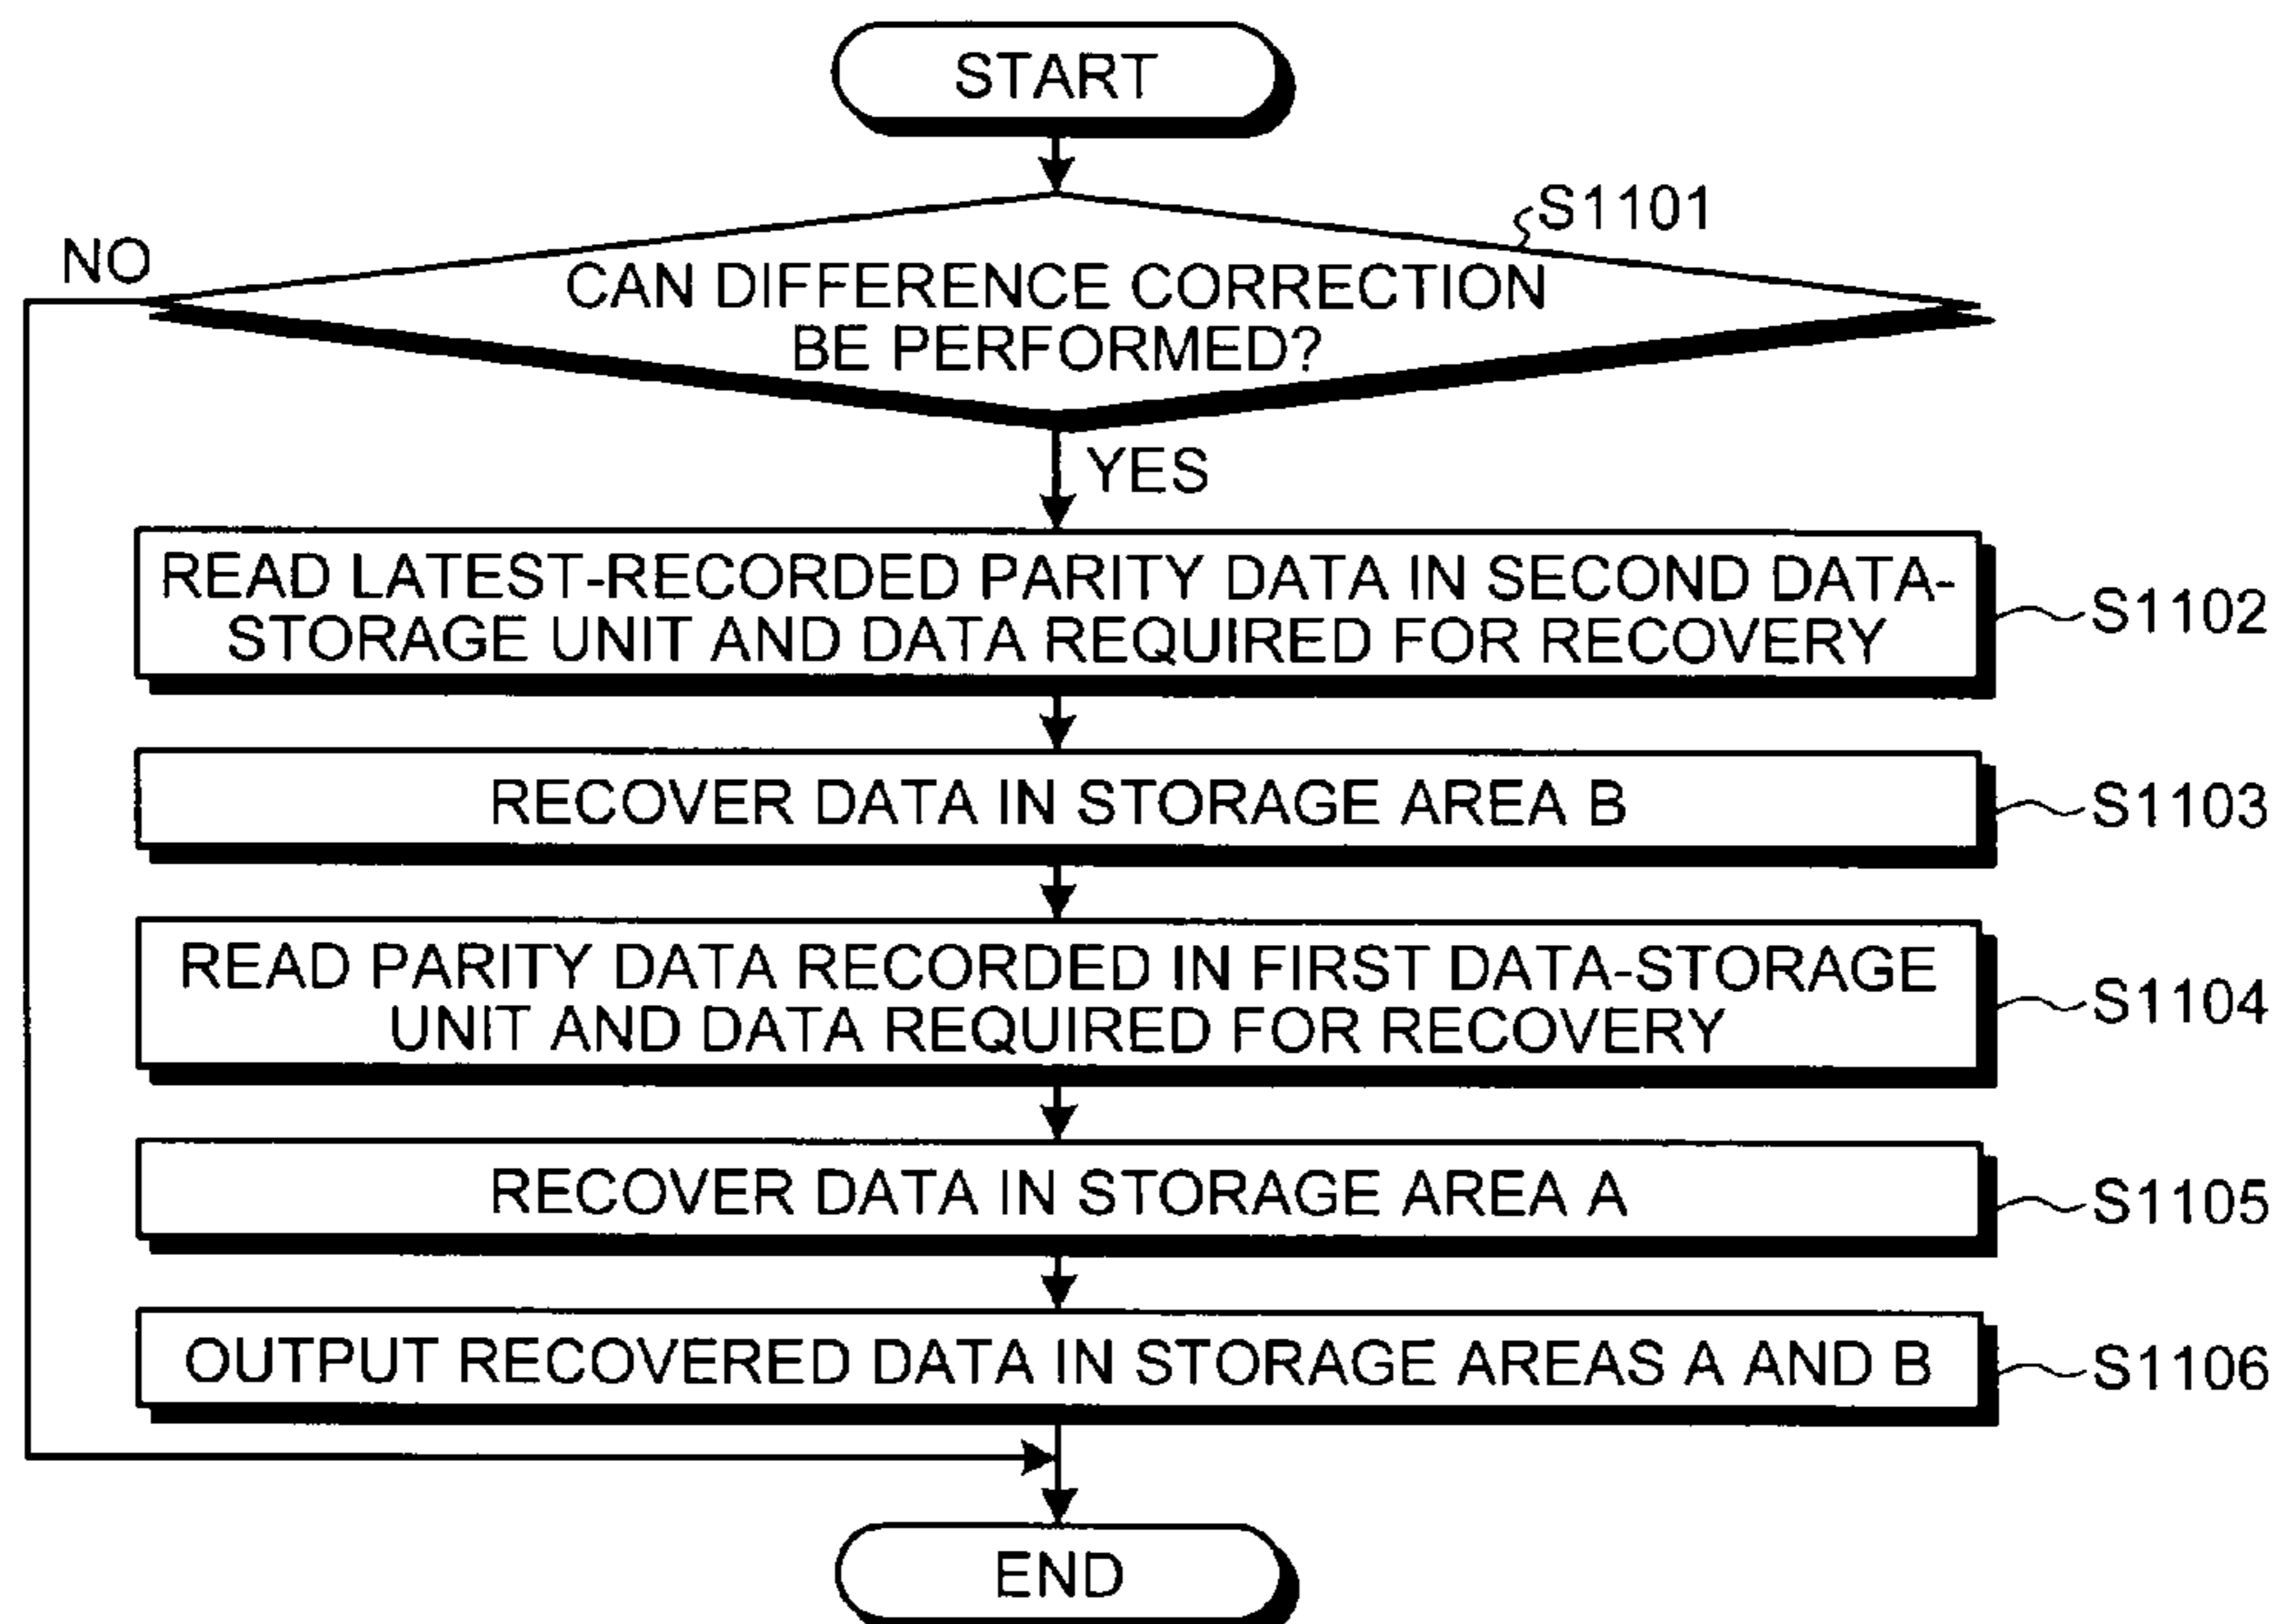 START
S1101
NO
CAN DIFFERENCE CORRECTION
BE PERFORMED?
YES
READ LATEST-RECORDED PARITY DATA IN SECOND DATA-
STORAGE UNIT AND DATA REQUIRED FOR RECOVERY
S1102
RECOVER DATA IN STORAGE AREA B
S1103
READ PARITY DATA RECORDED IN FIRST DATA-STORAGE
UNIT AND DATA REQUIRED FOR RECOVERY
S1104
RECOVER DATA IN STORAGE AREA A
S1105
OUTPUT RECOVERED DATA IN STORAGE AREAS A AND B
S1106
END